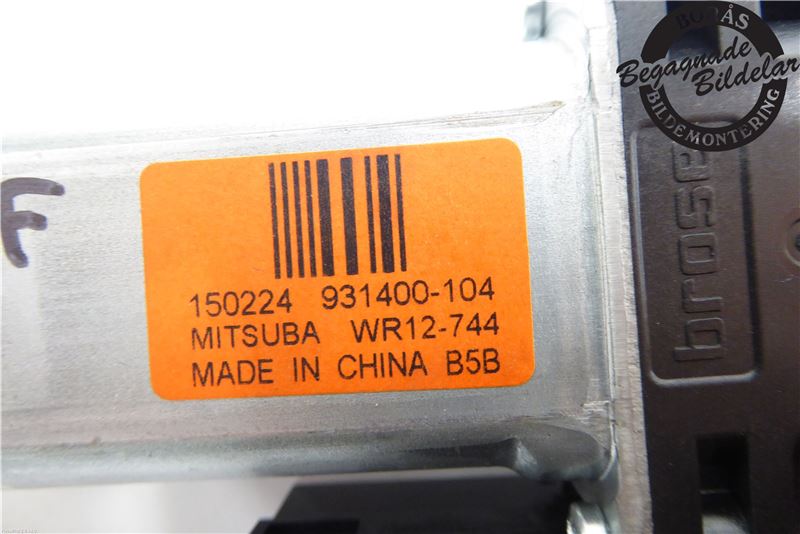 BORÅS
Begagnade
Bildelar
BILDEMONTERING
F
brose
150224 931400-104
MITSUBA WR12-744
MADE IN CHINA B5B